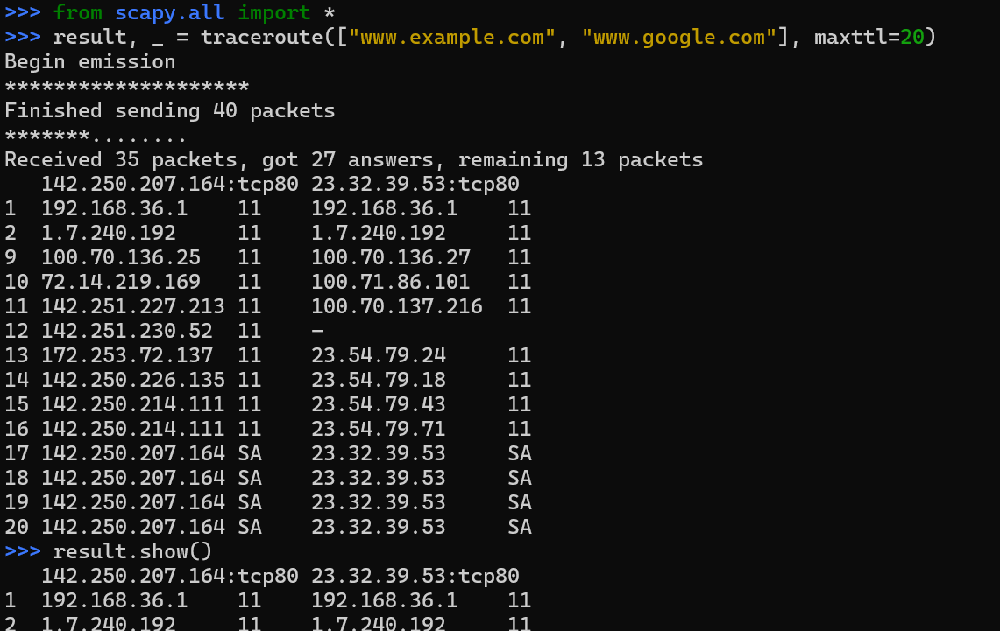 >>> from scapy.all import *
>>> result, _ = traceroute(["www.example.com", "www.google.com"], maxttl=20)
Begin emission
********************
Finished sending 40 packets
*******........
Received 35 packets, got 27 answers, remaining 13 packets
   142.250.207.164:tcp80 23.32.39.53:tcp80
1  192.168.36.1    11    192.168.36.1    11
2  1.7.240.192     11    1.7.240.192     11
9  100.70.136.25   11    100.70.136.27   11
10 72.14.219.169   11    100.71.86.101   11
11 142.251.227.213 11    100.70.137.216  11
12 142.251.230.52  11    -
13 172.253.72.137  11    23.54.79.24     11
14 142.250.226.135 11    23.54.79.18     11
15 142.250.214.111 11    23.54.79.43     11
16 142.250.214.111 11    23.54.79.71     11
17 142.250.207.164 SA    23.32.39.53     SA
18 142.250.207.164 SA    23.32.39.53     SA
19 142.250.207.164 SA    23.32.39.53     SA
20 142.250.207.164 SA    23.32.39.53     SA
>>> result.show()
   142.250.207.164:tcp80 23.32.39.53:tcp80
1  192.168.36.1    11    192.168.36.1    11
2  1.7.240.192     11    1.7.240.192     11